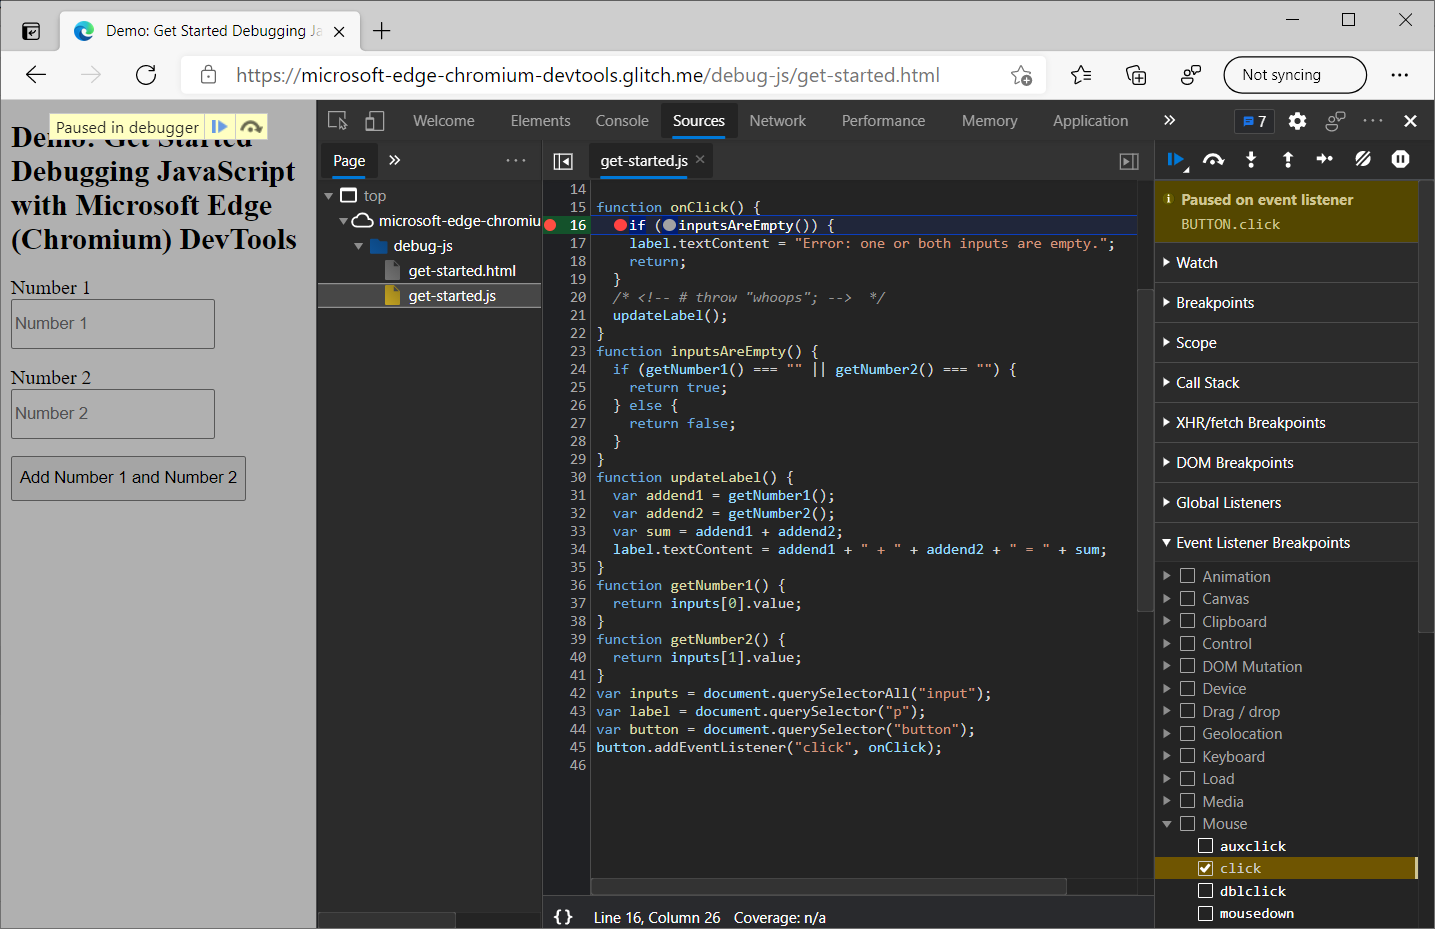 Demo: Get Started Debugging Ja
https://microsoft-edge-chromium-devtools.glitch.me/debug-js/get-started.html
Not syncing
Paused in debugger
Demo: Get Started
Debugging JavaScript
with Microsoft Edge
(Chromium) DevTools
Number 1
Number 1
Number 2
Number 2
Add Number 1 and Number 2
Welcome Elements Console Sources Network Performance Memory Application 7
Page
top
microsoft-edge-chromiu
debug-js
get-started.html
get-started.js
get-started.js
14
15 function onClick() {
16 if (inputsAreEmpty()) {
17 label.textContent = "Error: one or both inputs are empty.";
18 return;
19 }
20 /* <!-- # throw "whoops"; --> */
21 updateLabel();
22 }
23 function inputsAreEmpty() {
24 if (getNumber1() === "" || getNumber2() === "") {
25 return true;
26 } else {
27 return false;
28 }
29 }
30 function updateLabel() {
31 var addend1 = getNumber1();
32 var addend2 = getNumber2();
33 var sum = addend1 + addend2;
34 label.textContent = addend1 + " + " + addend2 + " = " + sum;
35 }
36 function getNumber1() {
37 return inputs[0].value;
38 }
39 function getNumber2() {
40 return inputs[1].value;
41 }
42 var inputs = document.querySelectorAll("input");
43 var label = document.querySelector("p");
44 var button = document.querySelector("button");
45 button.addEventListener("click", onClick);
46
{} Line 16, Column 26 Coverage: n/a
Paused on event listener
BUTTON.click
Watch
Breakpoints
Scope
Call Stack
XHR/fetch Breakpoints
DOM Breakpoints
Global Listeners
Event Listener Breakpoints
Animation
Canvas
Clipboard
Control
DOM Mutation
Device
Drag / drop
Geolocation
Keyboard
Load
Media
Mouse
auxclick
click
dblclick
mousedown